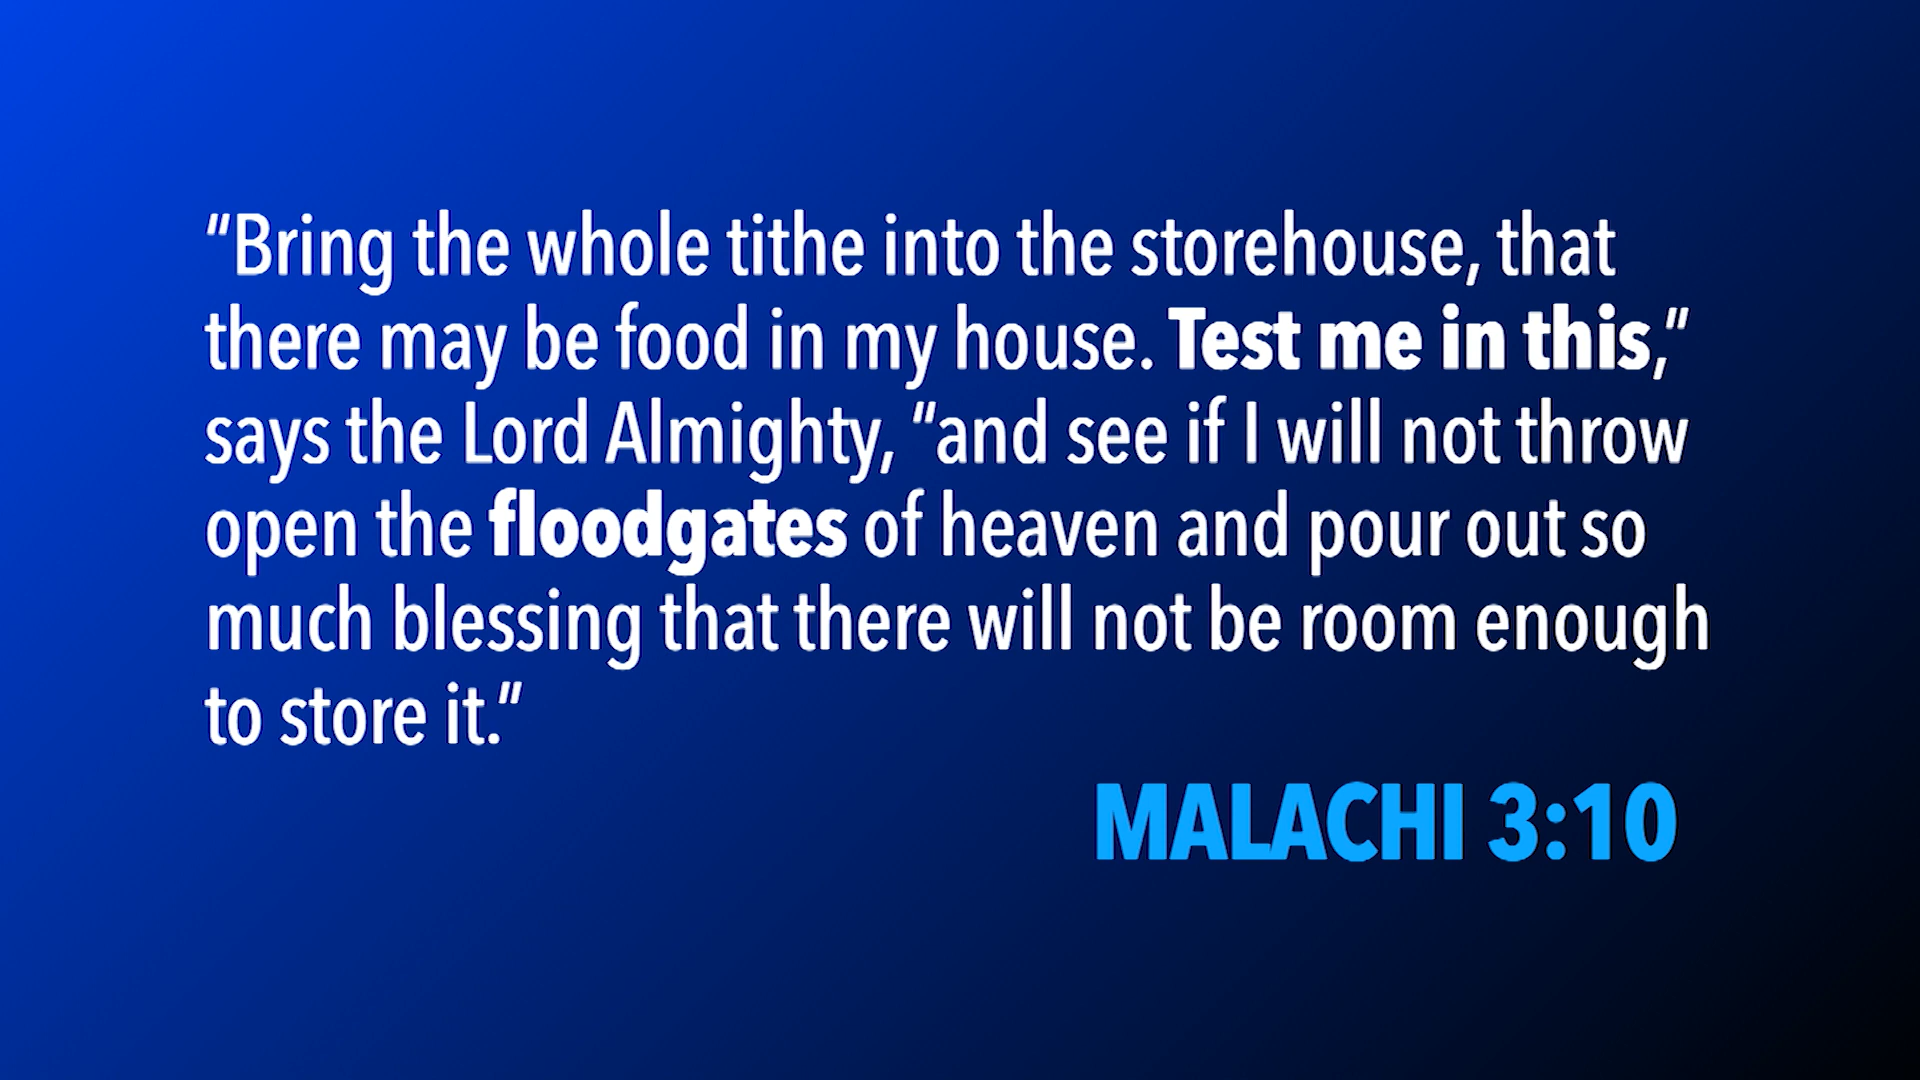 “Bring the whole tithe into the storehouse, that
there may be food in my house. Test me in this,”
says the Lord Almighty, “and see if I will not throw
open the floodgates of heaven and pour out so
much blessing that there will not be room enough
to store it.”
MALACHI 3:10